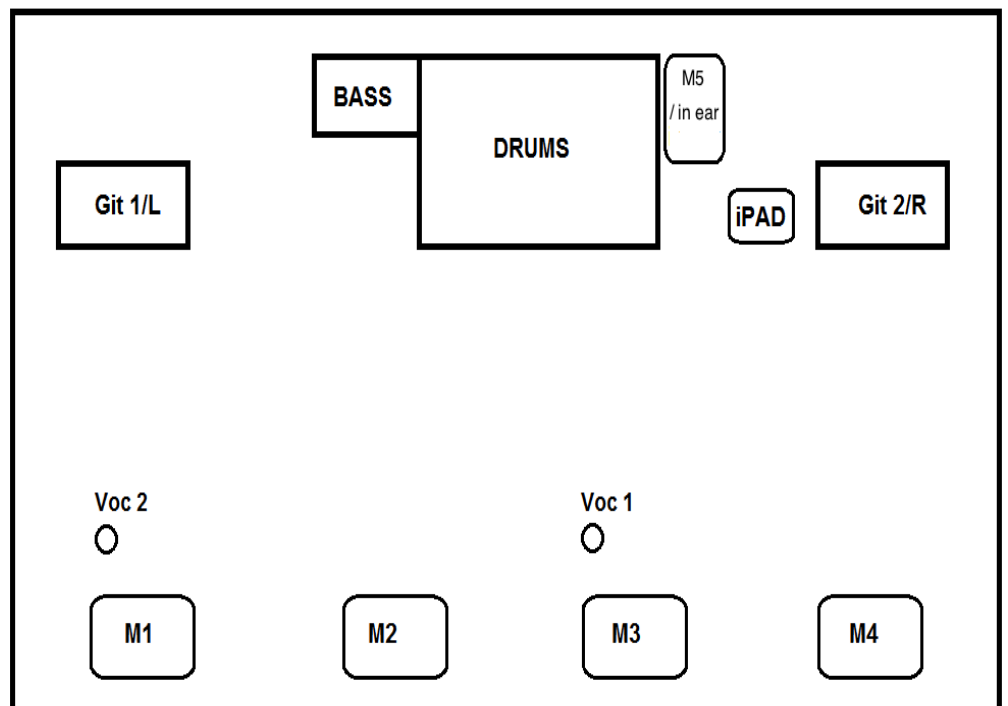 M5
/ in ear
BASS
DRUMS
Git 1/L
iPAD
Git 2/R
Voc 2
Voc 1
M1
M2
M3
M4